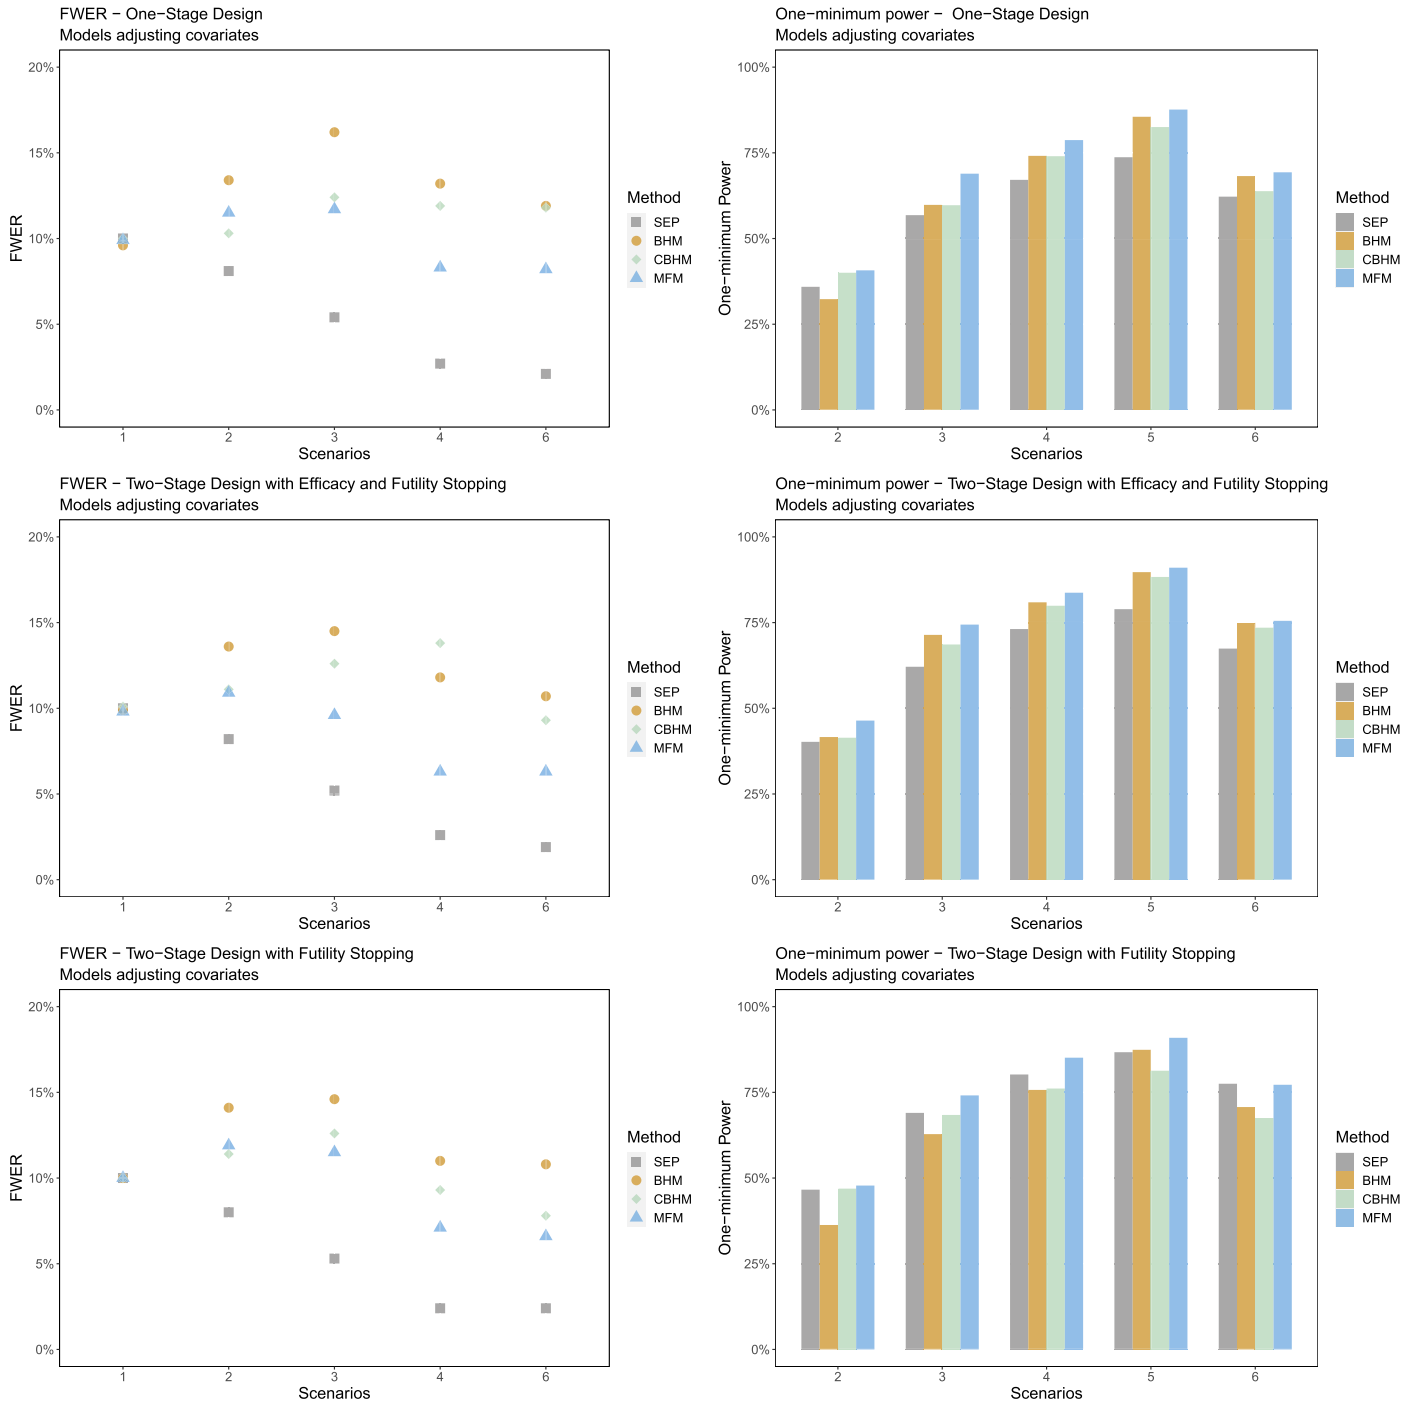 FWER − One−Stage Design
Models adjusting covariates
20%
15%
10%
5%
0%
FWER
1 2 3 4 6
Scenarios
Method
SEP
BHM
CBHM
MFM
One−minimum power −  One−Stage Design
Models adjusting covariates
100%
75%
50%
25%
0%
One−minimum Power
2 3 4 5 6
Scenarios
Method
SEP
BHM
CBHM
MFM
FWER − Two−Stage Design with Efficacy and Futility Stopping
Models adjusting covariates
20%
15%
10%
5%
0%
FWER
1 2 3 4 6
Scenarios
Method
SEP
BHM
CBHM
MFM
One−minimum power − Two−Stage Design with Efficacy and Futility Stopping
Models adjusting covariates
100%
75%
50%
25%
0%
One−minimum Power
2 3 4 5 6
Scenarios
Method
SEP
BHM
CBHM
MFM
FWER − Two−Stage Design with Futility Stopping
Models adjusting covariates
20%
15%
10%
5%
0%
FWER
1 2 3 4 6
Scenarios
Method
SEP
BHM
CBHM
MFM
One−minimum power − Two−Stage Design with Futility Stopping
Models adjusting covariates
100%
75%
50%
25%
0%
One−minimum Power
2 3 4 5 6
Scenarios
Method
SEP
BHM
CBHM
MFM